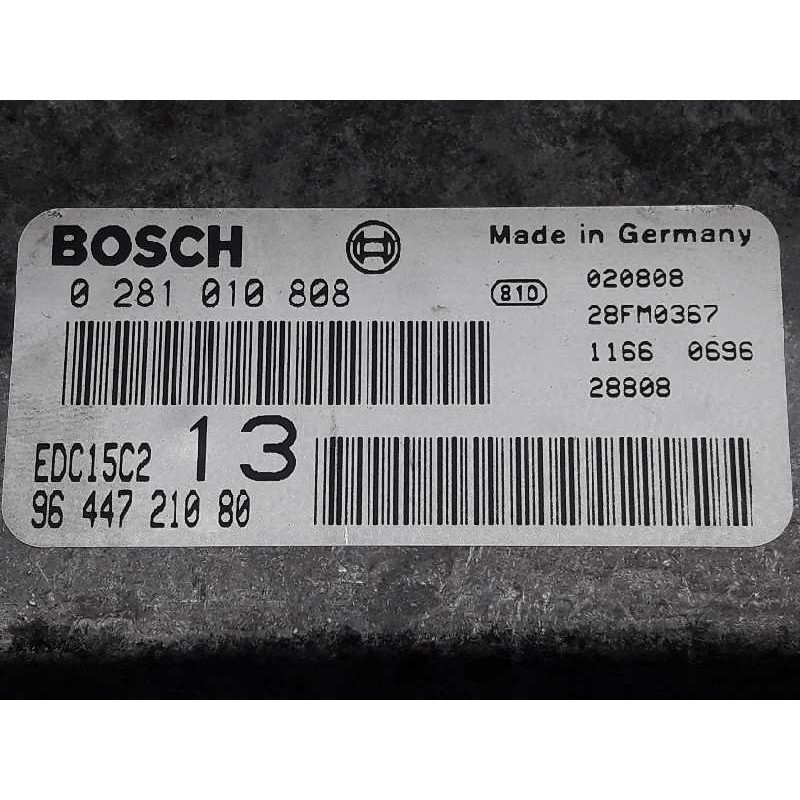 BOSCH
Made in Germany
0 281 010 808
810
020808
28FM0367
1166 0696
28808
EDC15C2 13
96 447 210 80